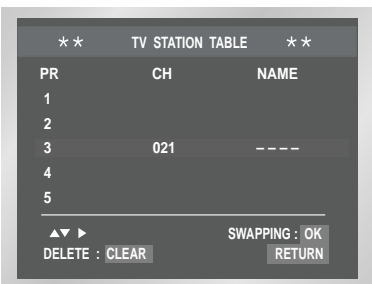 ** TV STATION TABLE **
PR CH NAME
1
2
3 021 – – – –
4
5
▲▼ ▶ SWAPPING : OK
DELETE : CLEAR RETURN